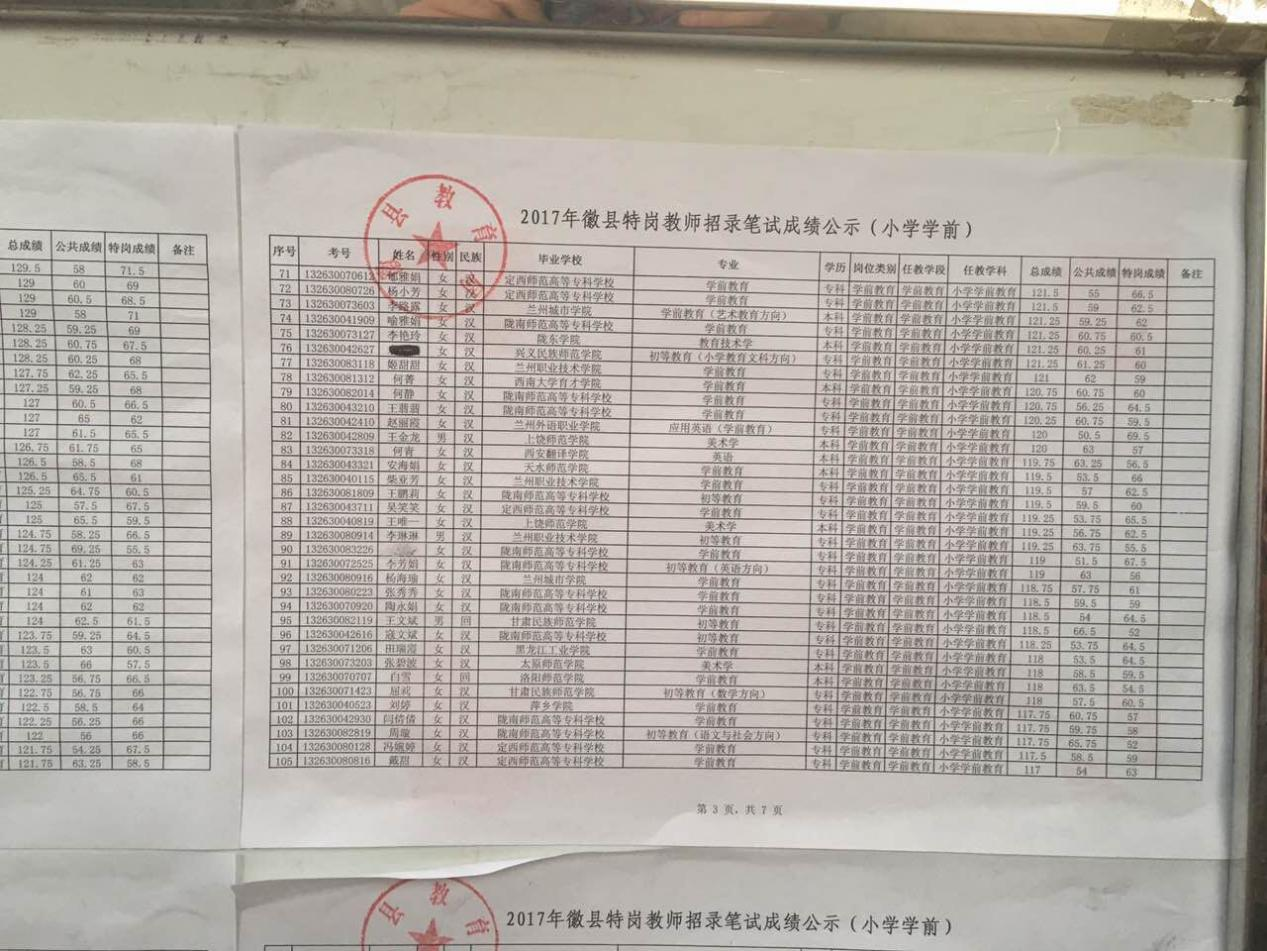 总成绩 公共成绩 特岗成绩 备注
129.5 58 71.5
129 60 69
129 60.5 68.5
129 58 71
128.25 59.25 69
128.25 60.75 67.5
128.25 60.25 68
127.75 62.25 65.5
127.25 59.25 68
127 60.5 66.5
127 65 62
127 61.5 65.5
126.75 61.75 65
126.5 58.5 68
126.5 65.5 61
125.25 64.75 60.5
125 57.5 67.5
125 65.5 59.5
124.75 58.25 66.5
124.75 69.25 55.5
124.25 61.25 63
124 62 62
124 61 63
124 62 62
124 62.5 61.5
123.75 59.25 64.5
123.5 63 60.5
123.5 66 57.5
123.25 56.75 66.5
122.75 56.75 66
122.5 58.5 64
122.25 56.25 66
122 56 66
121.75 54.25 67.5
121.75 63.25 58.5
县教育
2017年徽县特岗教师招录笔试成绩公示（小学学前）
序号 考号 姓名 性别 民族 毕业学校 专业 学历 岗位类别 任教学段 任教学科 总成绩 公共成绩 特岗成绩 备注
71 132630070612 雅娟 女 汉 定西师范高等专科学校 学前教育 专科 学前教育 学前教育 小学学前教育 121.5 55 66.5
72 132630080726 杨小芳 女 汉 定西师范高等专科学校 学前教育 专科 学前教育 学前教育 小学学前教育 121.5 59 62.5
73 132630073603 李璐露 女 汉 兰州城市学院 学前教育（艺术教育方向） 本科 学前教育 学前教育 小学学前教育 121.25 59.25 62
74 132630041909 喻雅娟 女 汉 陇南师范高等专科学校 学前教育 专科 学前教育 学前教育 小学学前教育 121.25 60.75 60.5
75 132630073127 李艳玲 女 汉 陇东学院 教育技术学 本科 学前教育 学前教育 小学学前教育 121.25 60.25 61
76 132630042627 女 汉 兴义民族师范学院 初等教育（小学教育文科方向） 专科 学前教育 学前教育 小学学前教育 121.25 61.25 60
77 132630083118 姬甜甜 女 汉 兰州职业技术学院 学前教育 专科 学前教育 学前教育 小学学前教育 121 62 59
78 132630081312 何菁 女 汉 西南大学育才学院 学前教育 本科 学前教育 学前教育 小学学前教育 120.75 60.75 60
79 132630082014 何静 女 汉 陇南师范高等专科学校 学前教育 专科 学前教育 学前教育 小学学前教育 120.75 56.25 64.5
80 132630043210 王翡翡 女 汉 陇南师范高等专科学校 学前教育 专科 学前教育 学前教育 小学学前教育 120.25 60.75 59.5
81 132630042410 赵丽霞 女 汉 兰州外语职业学院 应用英语（学前教育） 专科 学前教育 学前教育 小学学前教育 120 50.5 69.5
82 132630042809 王金龙 男 汉 上饶师范学院 美术学 本科 学前教育 学前教育 小学学前教育 120 63 57
83 132630073318 何青 女 汉 西安翻译学院 英语 本科 学前教育 学前教育 小学学前教育 119.75 63.25 56.5
84 132630043321 安海娟 女 汉 天水师范学院 学前教育 本科 学前教育 学前教育 小学学前教育 119.5 53.5 66
85 132630040115 柴亚芳 女 汉 兰州职业技术学院 学前教育 专科 学前教育 学前教育 小学学前教育 119.5 57 62.5
86 132630081809 王鹏莉 女 汉 陇南师范高等专科学校 初等教育 专科 学前教育 学前教育 小学学前教育 119.5 59.5 60
87 132630043711 吴笑笑 女 汉 定西师范高等专科学校 学前教育 专科 学前教育 学前教育 小学学前教育 119.25 53.75 65.5
88 132630040819 王唯一 女 汉 上饶师范学院 美术学 本科 学前教育 学前教育 小学学前教育 119.25 56.75 62.5
89 132630080914 李琳琳 男 汉 兰州职业技术学院 初等教育 专科 学前教育 学前教育 小学学前教育 119.25 63.75 55.5
90 132630083226 女 汉 陇南师范高等专科学校 学前教育 专科 学前教育 学前教育 小学学前教育 119 51.5 67.5
91 132630072525 李芳娟 女 汉 陇南师范高等专科学校 初等教育（英语方向） 专科 学前教育 学前教育 小学学前教育 119 63 56
92 132630080916 杨海瑜 女 汉 兰州城市学院 学前教育 专科 学前教育 学前教育 小学学前教育 118.75 57.75 61
93 132630080223 张秀秀 女 汉 陇南师范高等专科学校 学前教育 专科 学前教育 学前教育 小学学前教育 118.5 59.5 59
94 132630070920 陶永娟 女 汉 陇南师范高等专科学校 学前教育 专科 学前教育 学前教育 小学学前教育 118.5 54 64.5
95 132630082119 王文斌 男 回 甘肃民族师范学院 初等教育 专科 学前教育 学前教育 小学学前教育 118.5 66.5 52
96 132630042616 寇文斌 女 汉 陇南师范高等专科学校 初等教育 专科 学前教育 学前教育 小学学前教育 118.25 53.75 64.5
97 132630071206 田瑞霞 女 汉 黑龙江工业学院 学前教育 专科 学前教育 学前教育 小学学前教育 118 53.5 64.5
98 132630073203 张碧波 女 汉 太原师范学院 美术学 本科 学前教育 学前教育 小学学前教育 118 58.5 59.5
99 132630070707 白雪 女 回 洛阳师范学院 学前教育 本科 学前教育 学前教育 小学学前教育 118 63.5 54.5
100 132630071423 屈莉 女 汉 甘肃民族师范学院 初等教育（数学方向） 专科 学前教育 学前教育 小学学前教育 118 57.5 60.5
101 132630040523 刘婷 女 汉 萍乡学院 学前教育 专科 学前教育 学前教育 小学学前教育 117.75 60.75 57
102 132630042930 闫倩倩 女 汉 陇南师范高等专科学校 学前教育 专科 学前教育 学前教育 小学学前教育 117.75 59.75 58
103 132630082819 周璇 女 汉 陇南师范高等专科学校 初等教育（语文与社会方向） 专科 学前教育 学前教育 小学学前教育 117.75 65.75 52
104 132630080128 冯婉婷 女 汉 定西师范高等专科学校 学前教育 专科 学前教育 学前教育 小学学前教育 117.5 58.5 59
105 132630080816 戴甜 女 汉 定西师范高等专科学校 学前教育 专科 学前教育 学前教育 小学学前教育 117 54 63
第 3 页，共 7 页
县教育
2017年徽县特岗教师招录笔试成绩公示（小学学前）